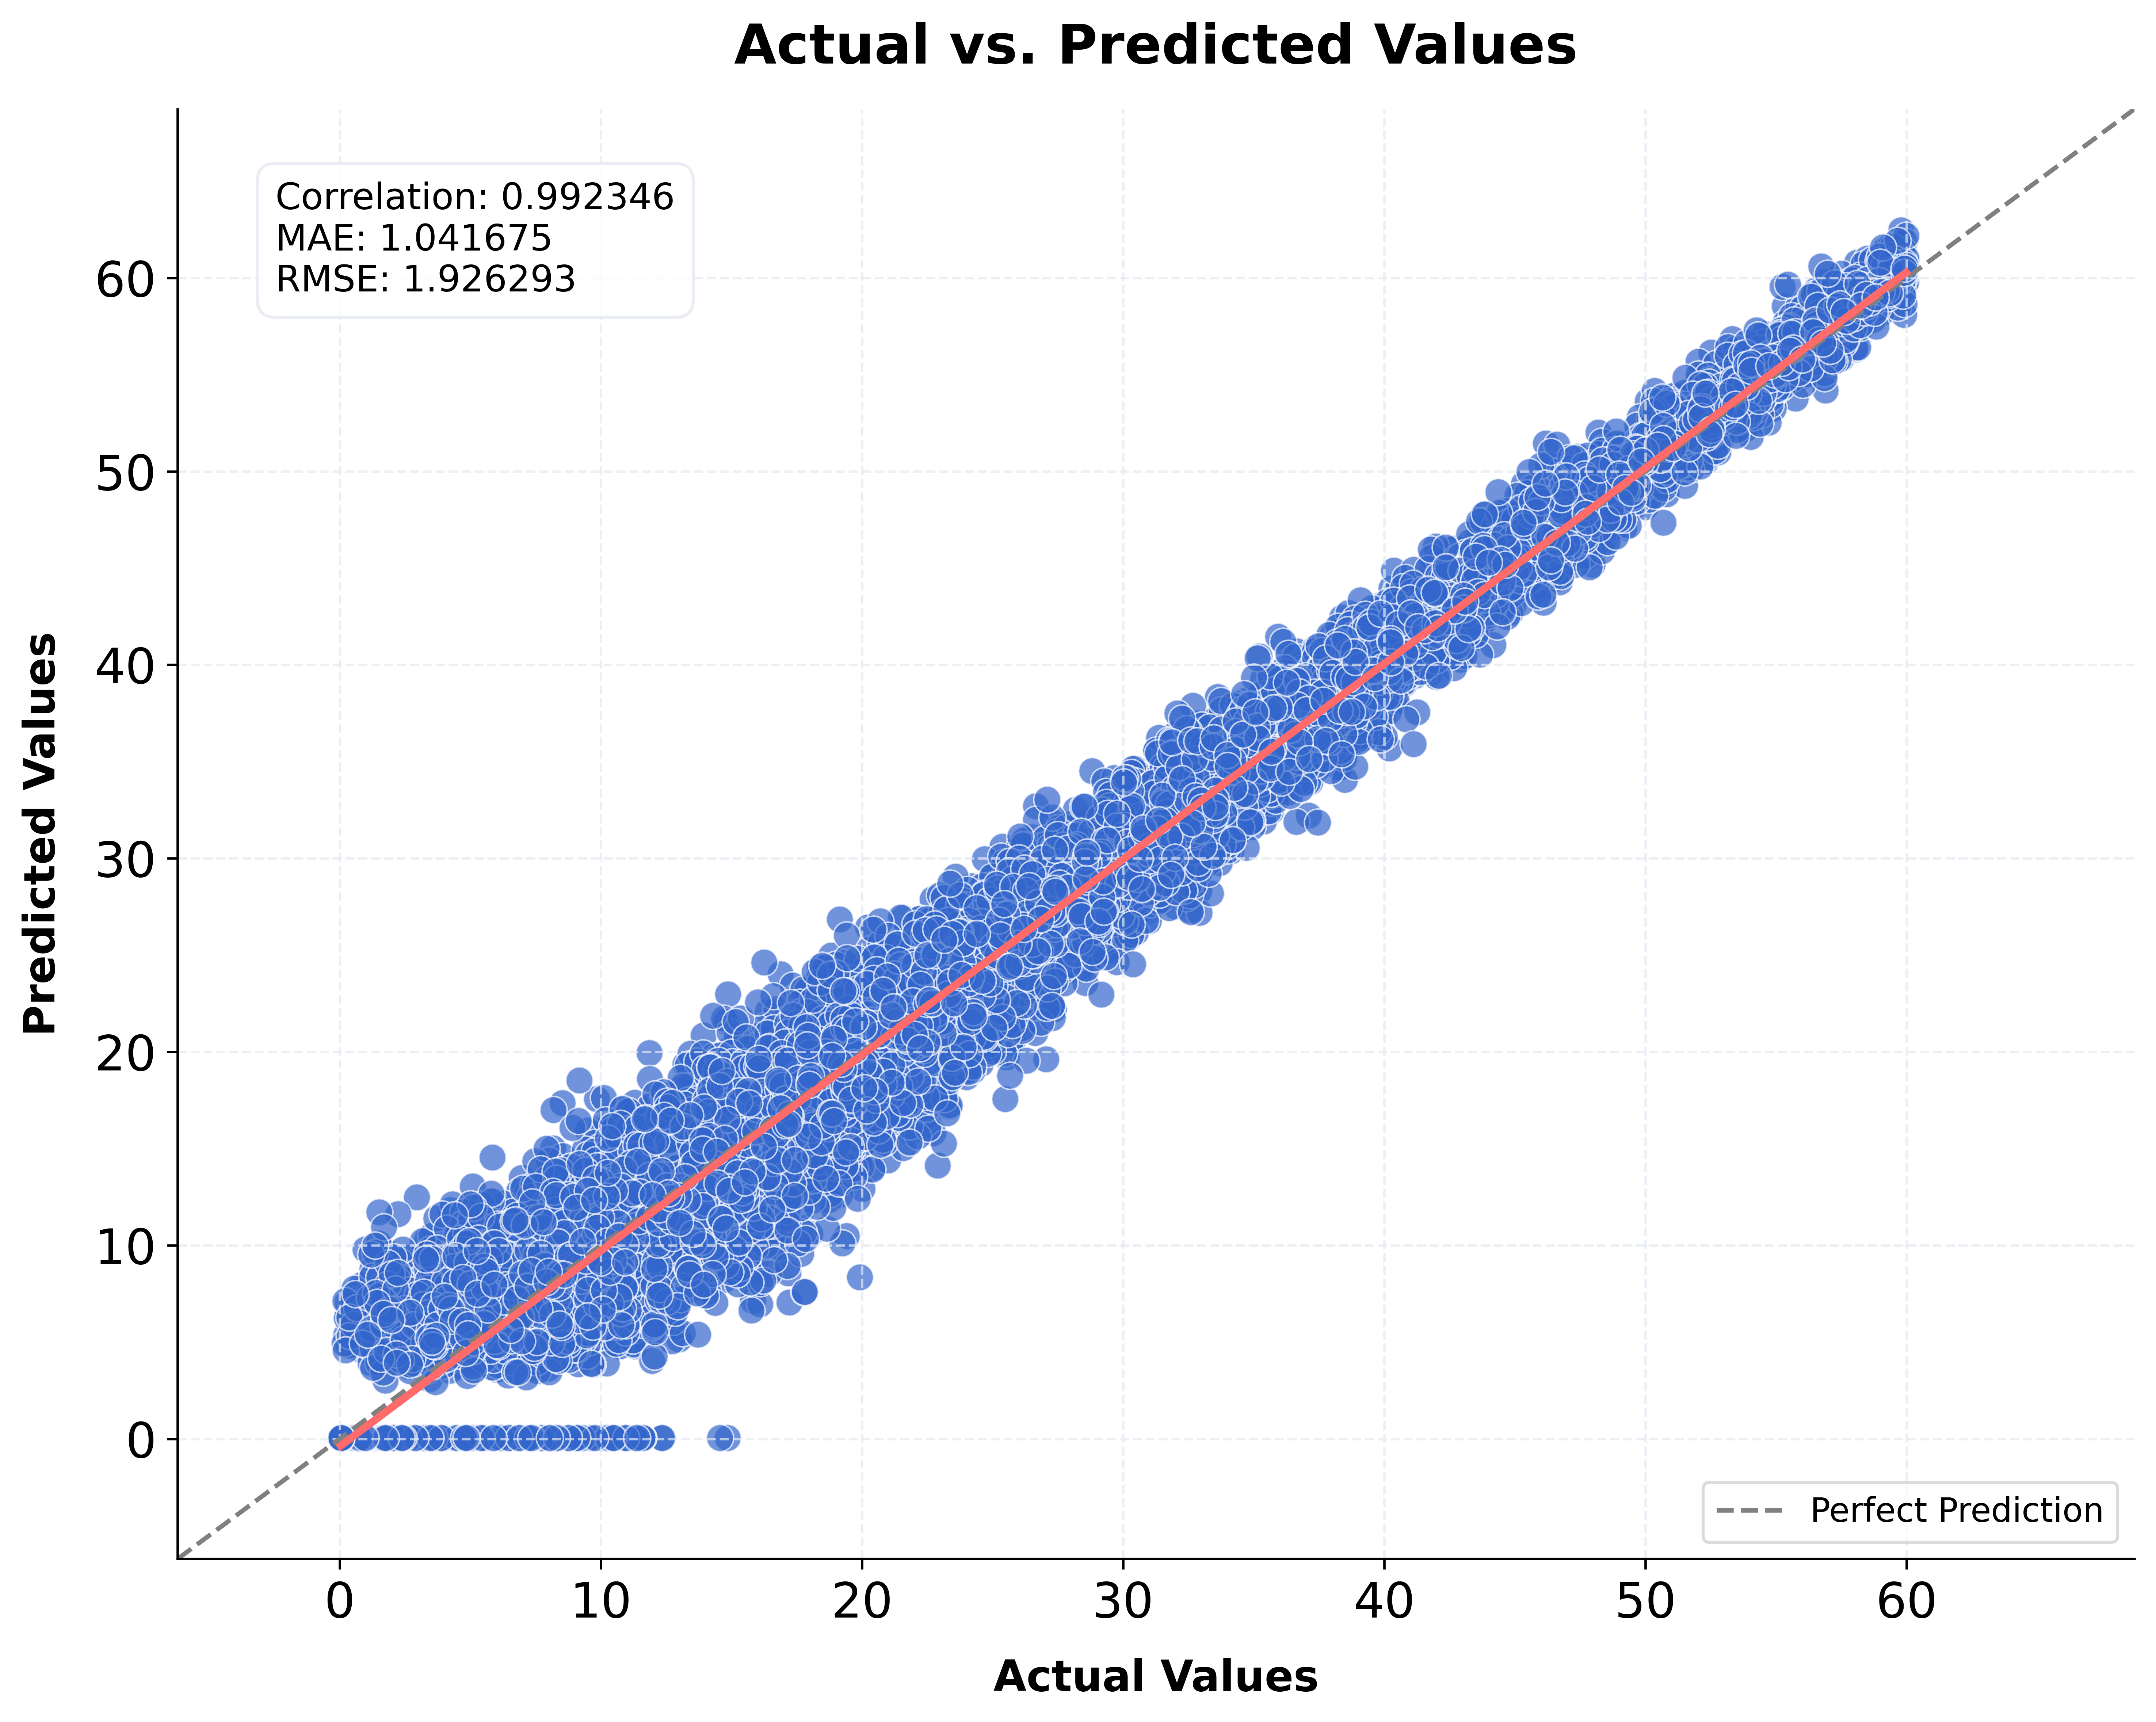 Actual vs. Predicted Values
Correlation: 0.992346
MAE: 1.041675
RMSE: 1.926293
Predicted Values
60
50
40
30
20
10
0
Perfect Prediction
0 10 20 30 40 50 60
Actual Values